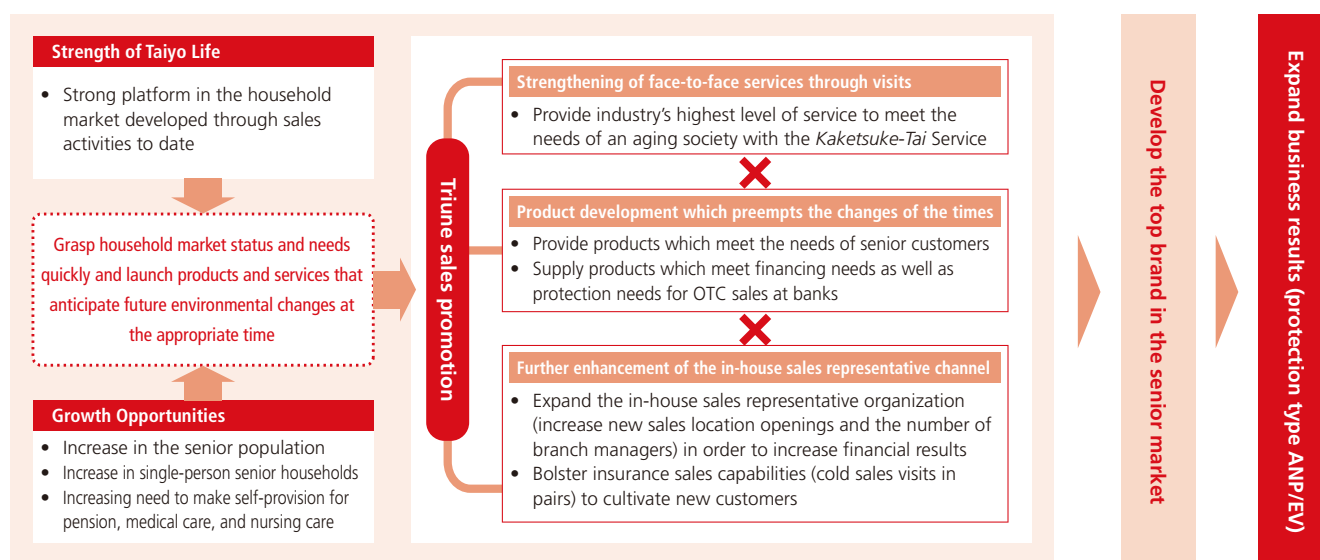 Strength of Taiyo Life
• Strong platform in the household
market developed through sales
activities to date
Grasp household market status and needs
quickly and launch products and services that
anticipate future environmental changes at
the appropriate time
Growth Opportunities
• Increase in the senior population
• Increase in single-person senior households
• Increasing need to make self-provision for
pension, medical care, and nursing care
Triune sales promotion
Strengthening of face-to-face services through visits
• Provide industry's highest level of service to meet the
needs of an aging society with the Kaketsuke-Tai Service
Product development which preempts the changes of the times
• Provide products which meet the needs of senior customers
• Supply products which meet financing needs as well as
protection needs for OTC sales at banks
Further enhancement of the in-house sales representative channel
• Expand the in-house sales representative organization
(increase new sales location openings and the number of
branch managers) in order to increase financial results
• Bolster insurance sales capabilities (cold sales visits in
pairs) to cultivate new customers
Develop the top brand in the senior market
Expand business results (protection type ANP/EV)